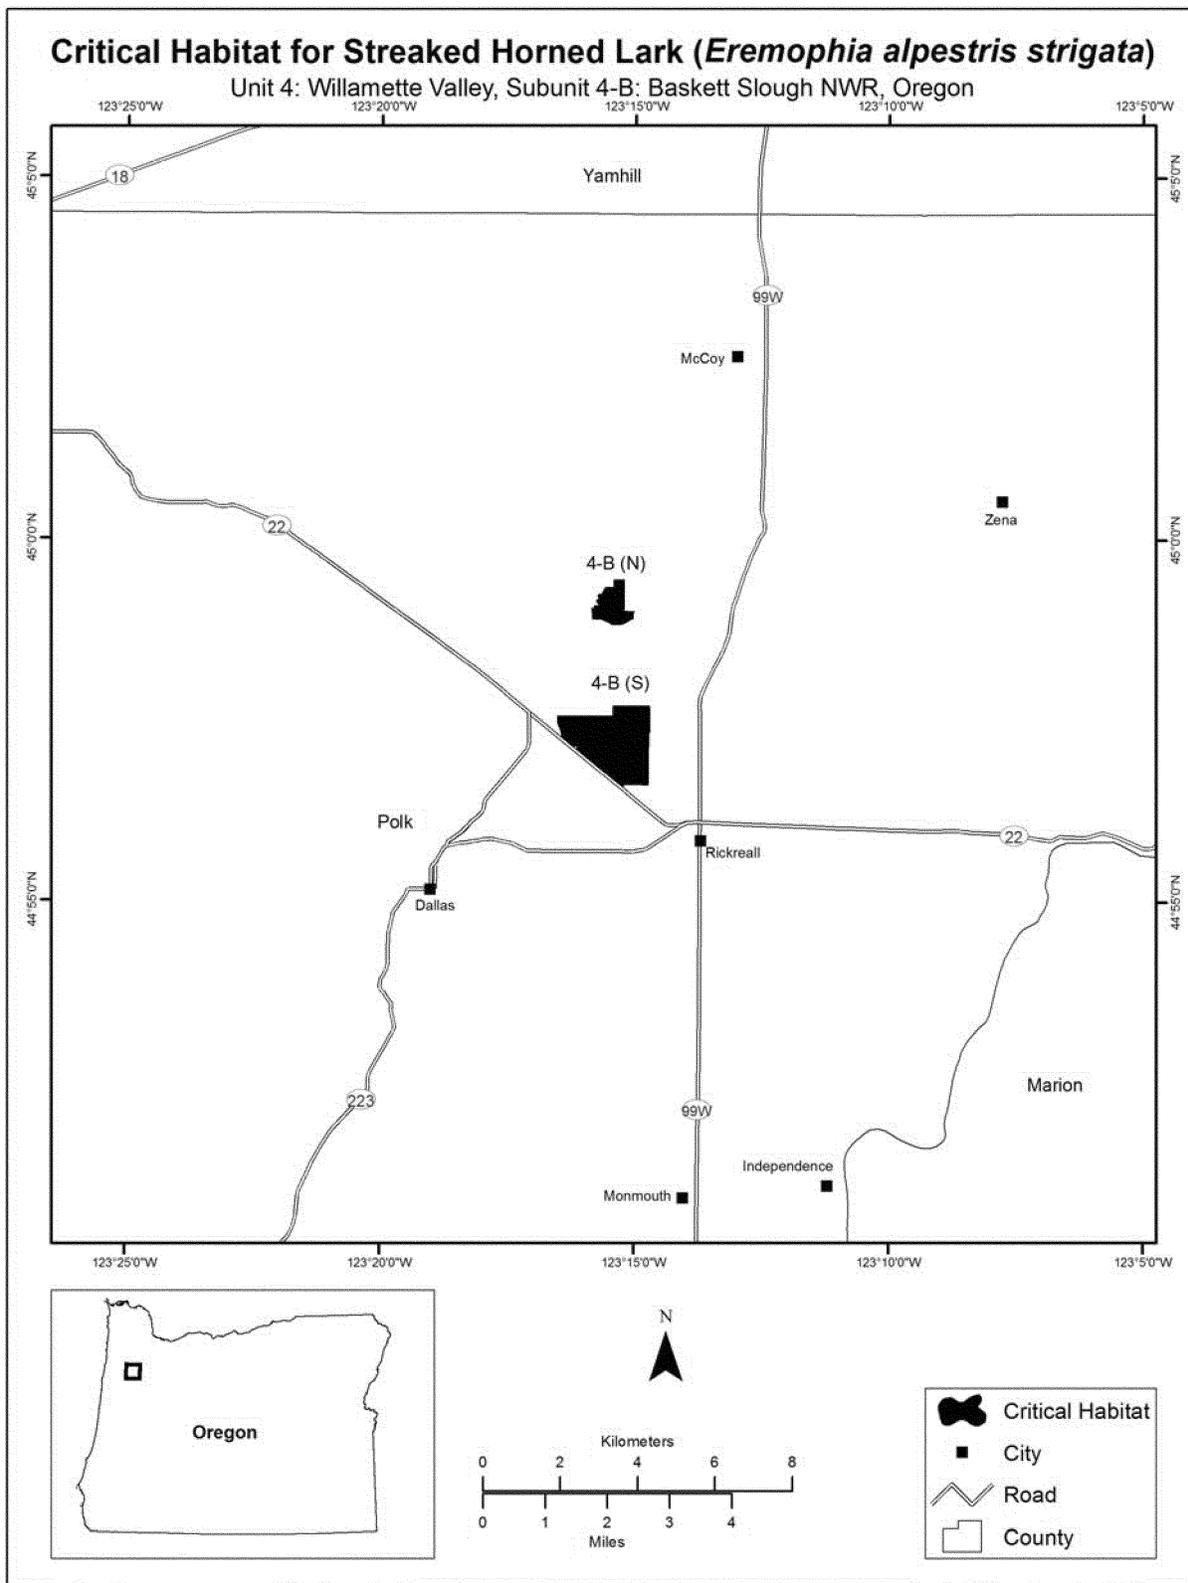 Critical Habitat for Streaked Horned Lark (Eremophia alpestris strigata)
Unit 4: Willamette Valley, Subunit 4-B: Baskett Slough NWR, Oregon
123°25'0"W 123°20'0"W 123°15'0"W 123°10'0"W 123°5'0"W
45°5'0"N
45°5'0"N
18
Yamhill
99W
McCoy
Zena
22
45°0'0"N
45°0'0"N
4-B (N)
4-B (S)
Polk
22
Rickreall
Dallas
44°55'0"N
44°55'0"N
Marion
223
99W
Independence
Monmouth
123°25'0"W 123°20'0"W 123°15'0"W 123°10'0"W 123°5'0"W
Oregon
N
Kilometers
0 2 4 6 8
0 1 2 3 4
Miles
Critical Habitat
City
Road
County